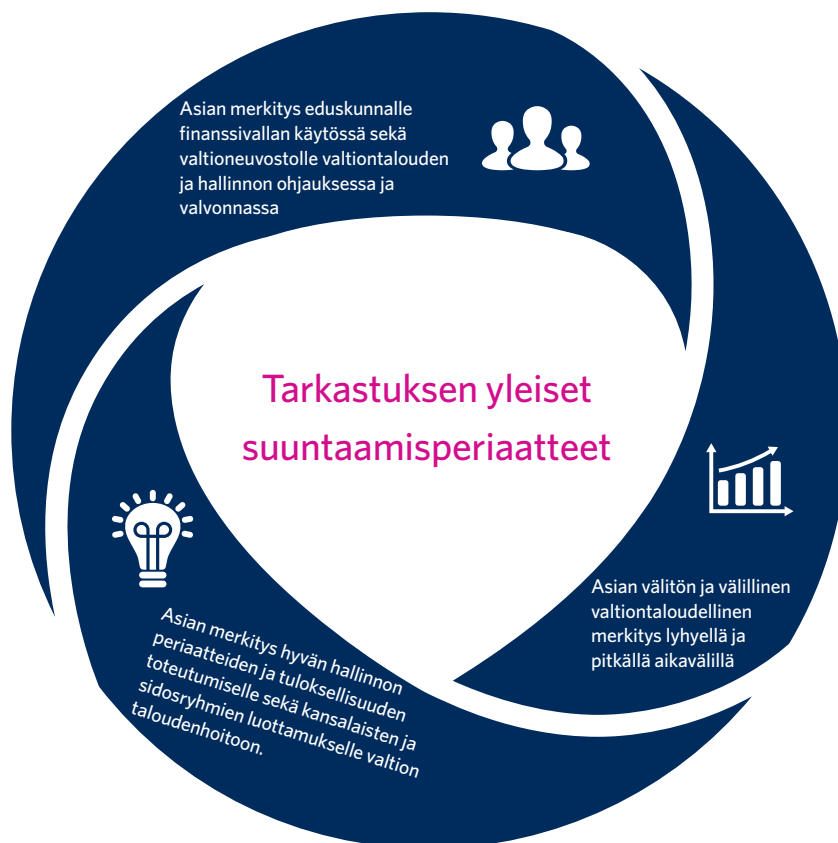 Asian merkitys eduskunnalle
finanssivallan käytössä sekä
valtioneuvostolle valtiontalouden
ja hallinnon ohjauksessa ja
valvonnassa
Tarkastuksen yleiset
suuntaamisperiaatteet
Asian välitön ja välillinen
valtiontaloudellinen
merkitys lyhyellä ja
pitkällä aikavälillä
Asian merkitys hyvän hallinnon
periaatteiden ja tuloksellisuuden
toteutumiselle sekä kansalaisten ja
sidosryhmien luottamukselle valtion
taloudenhoitoon.